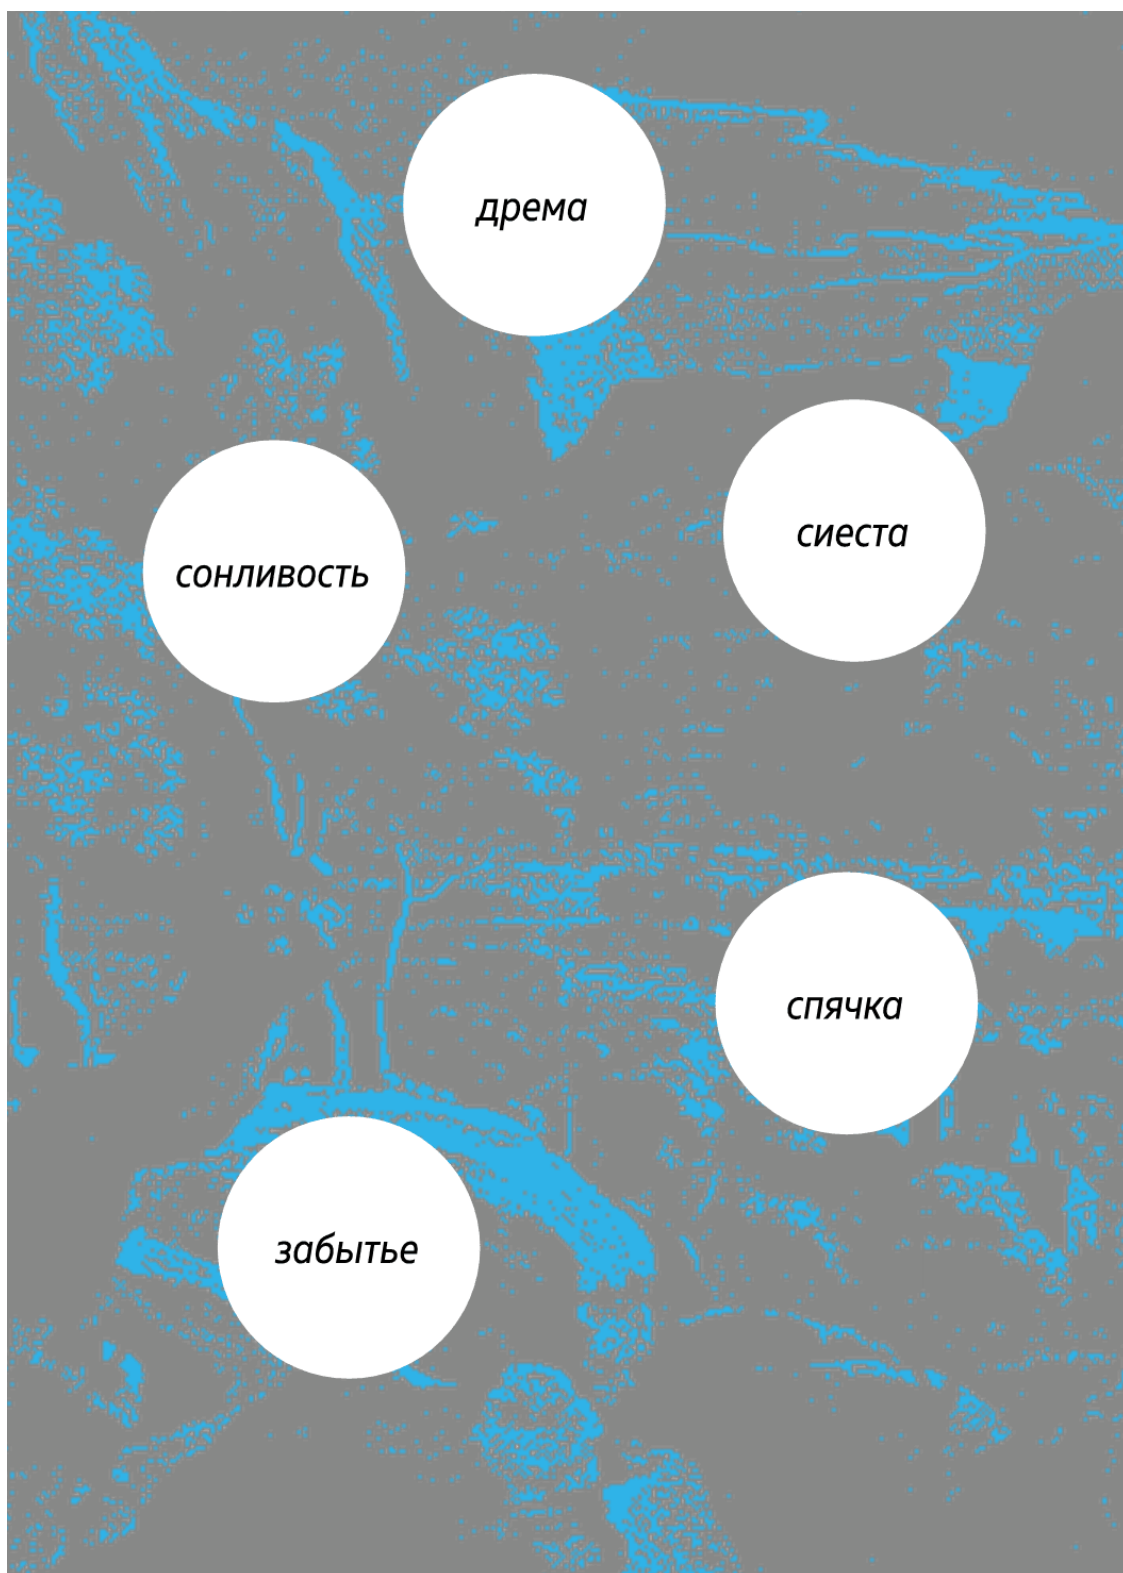 дрема
сиеста
сонливость
спячка
забытье